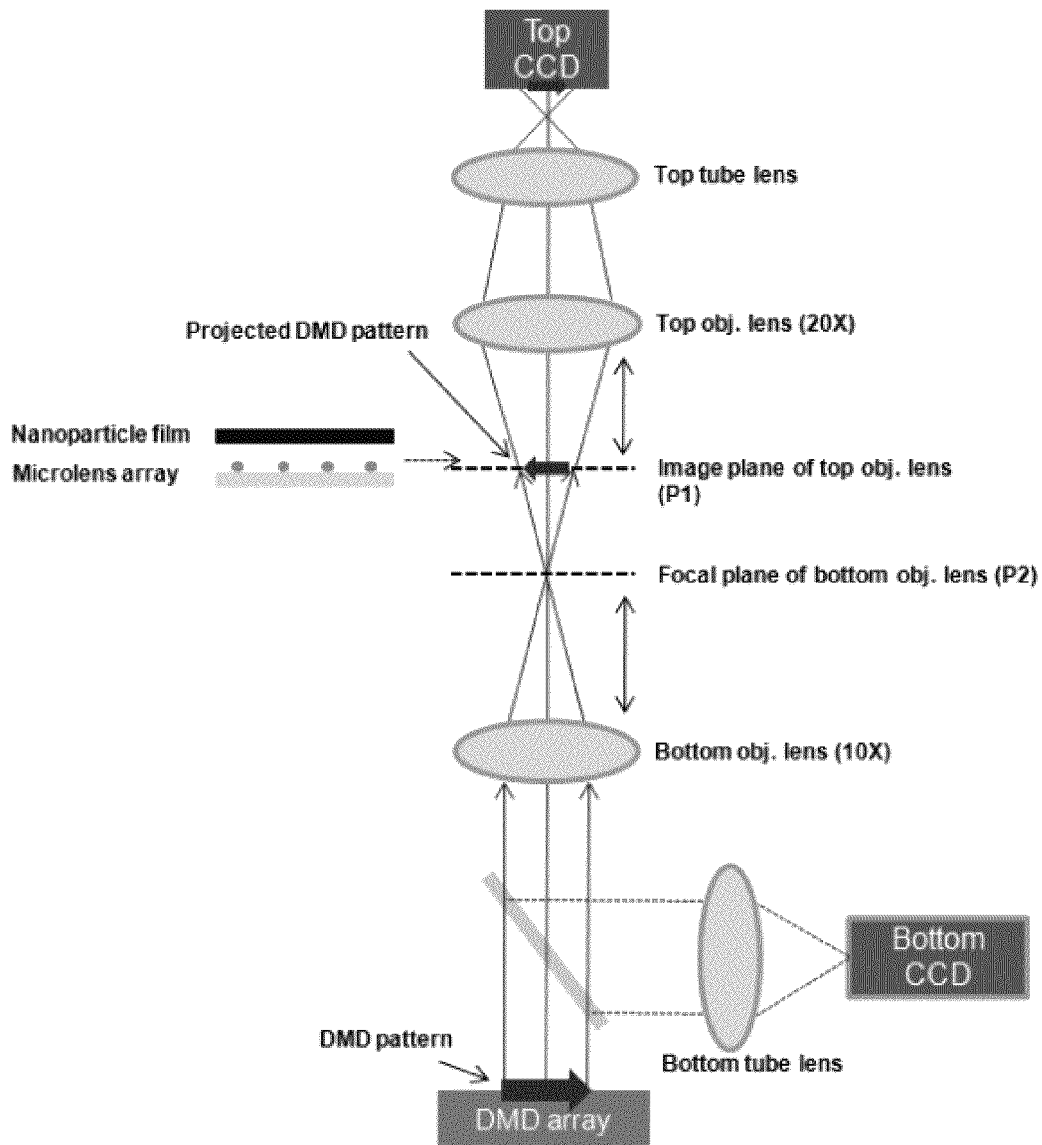 Top
CCD
Top tube lens
Top obj. lens (20X)
Projected DMD pattern
Nanoparticle film
Microlens array
Image plane of top obj. lens
(P1)
Focal plane of bottom obj. lens (P2)
Bottom obj. lens (10X)
Bottom
CCD
DMD pattern
Bottom tube lens
DMD array